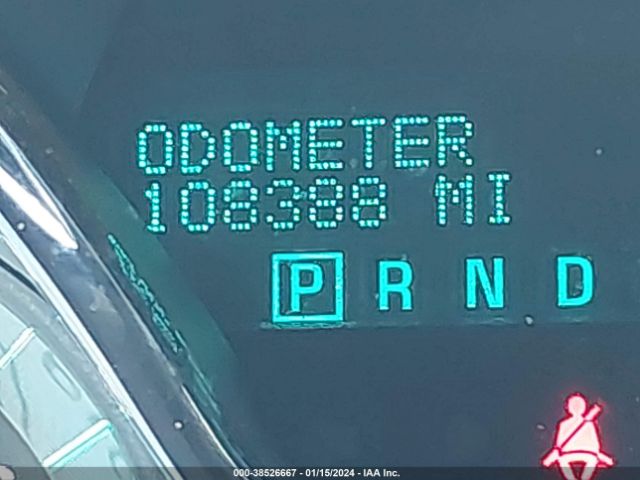 ODOMETER
108388 MI
P R N D
000-38526667 - 01/15/2024 - IAA Inc.